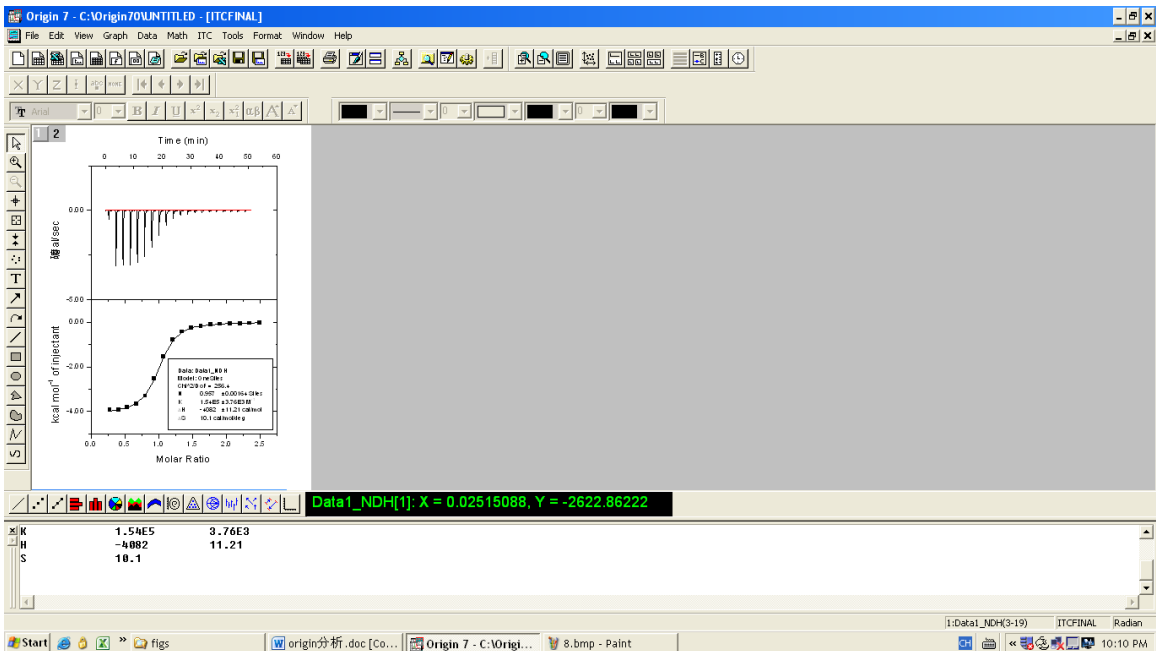 Origin 7 - C:\Origin70\UNTITLED - [ITCFINAL]
File Edit View Graph Data Math ITC Tools Format Window Help
X Y Z
Arial 0 B I U x² x₂ αβ A A 0 0
1 2
Time (min)
0 10 20 30 40 50 60
0.00
-5.00
0.00
-2.00
-4.00
kcal mol⁻¹ of injectant
Data: Data1_NDH
Model: OneSites
Chi^2/DoF = 256.4
N 0.957 ±0.00164 Sites
K 1.54E5 ±3.76E3 M
ΔH -4082 ±11.21 cal/mol
ΔS 10.1 cal/mol/deg
0.0 0.5 1.0 1.5 2.0 2.5
Molar Ratio
T
Data1_NDH[1]: X = 0.02515088, Y = -2622.86222
K 1.54E5 3.76E3
H -4082 11.21
S 10.1
1:Data1_NDH(3-19) ITCFINAL Radian
Start » figs origin分析.doc [Co... Origin 7 - C:\Origi... 8.bmp - Paint CH « 10:10 PM